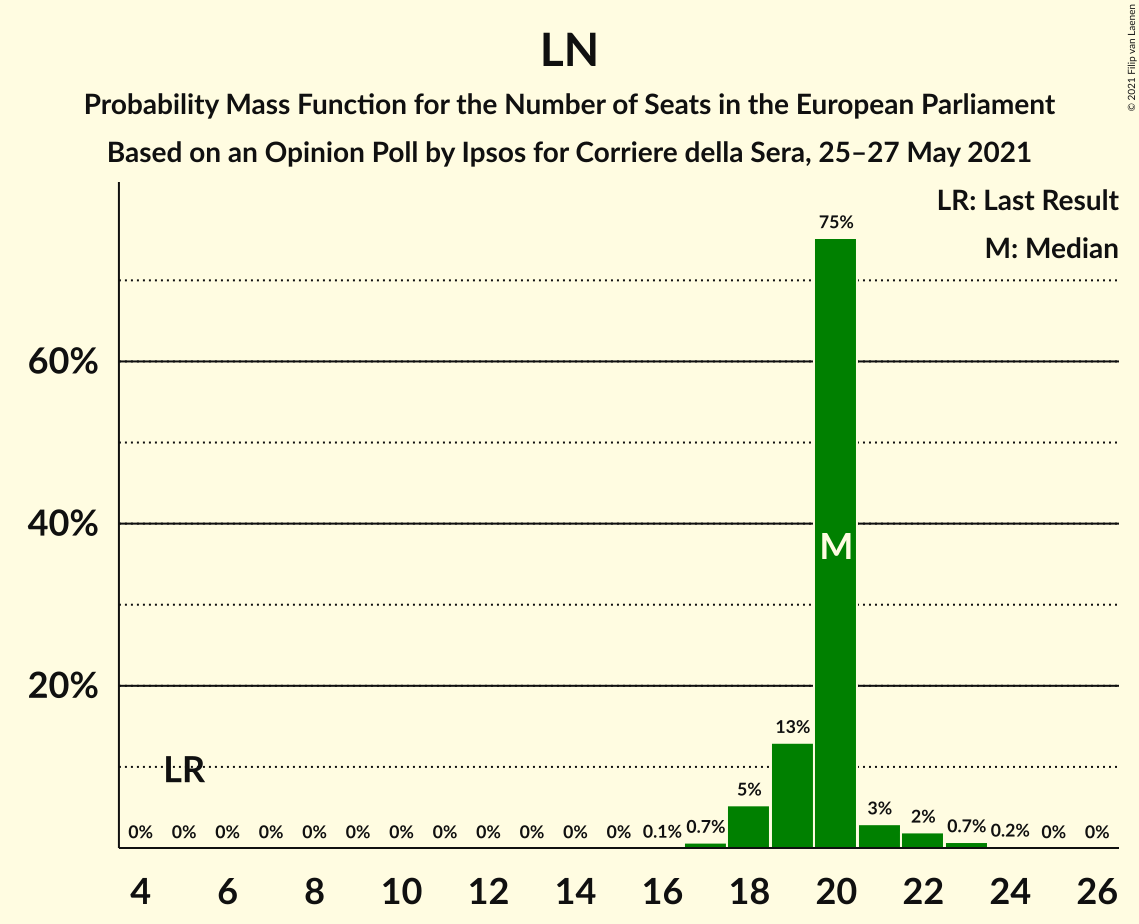 LN
Probability Mass Function for the Number of Seats in the European Parliament
Based on an Opinion Poll by Ipsos for Corriere della Sera, 25–27 May 2021
© 2021 Filip van Laenen
LR: Last Result
M: Median
75%
60%
40%
M
20%
13%
LR
5%
3%
2%
0% 0% 0% 0% 0% 0% 0% 0% 0% 0% 0% 0% 0.1% 0.7% 0.7% 0.2% 0% 0%
4 6 8 10 12 14 16 18 20 22 24 26